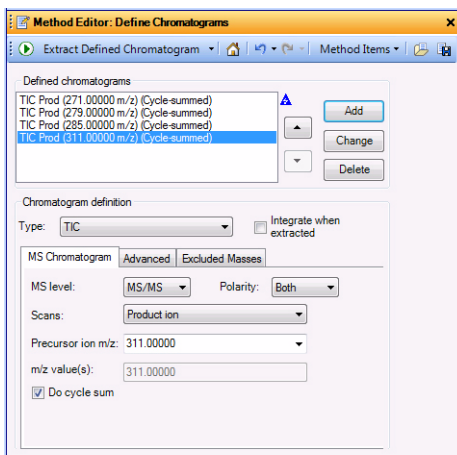 Method Editor: Define Chromatograms
Extract Defined Chromatogram Method Items
Defined chromatograms
TIC Prod (271.00000 m/z) (Cycle-summed)
TIC Prod (279.00000 m/z) (Cycle-summed)
TIC Prod (285.00000 m/z) (Cycle-summed)
TIC Prod (311.00000 m/z) (Cycle-summed)
Add
Change
Delete
Chromatogram definition
Type: TIC
Integrate when
extracted
MS Chromatogram Advanced Excluded Masses
MS level: MS/MS Polarity: Both
Scans: Product ion
Precursor ion m/z: 311.00000
m/z value(s): 311.00000
Do cycle sum